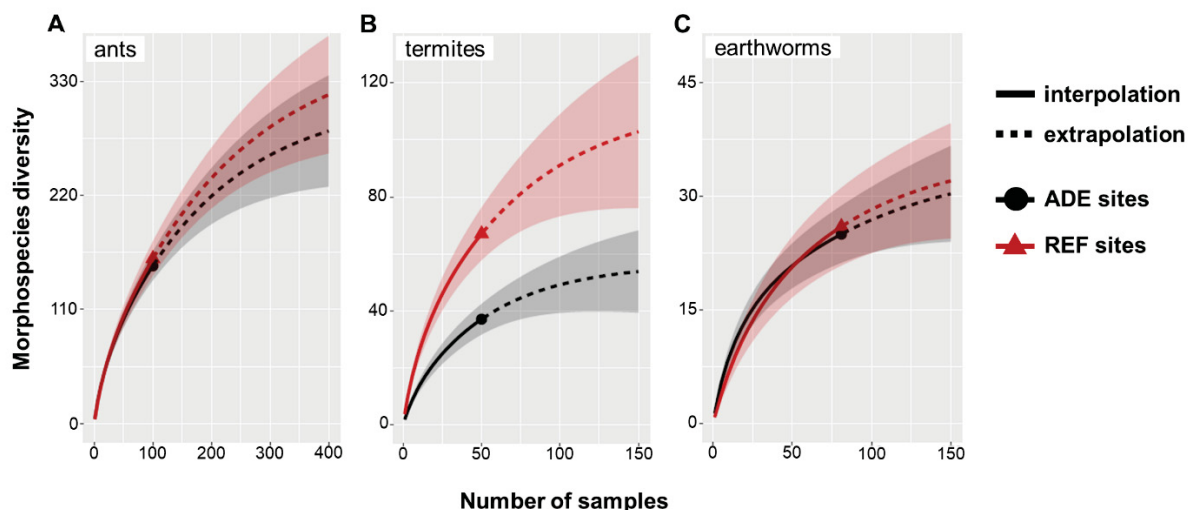 A
ants
B
termites
C
earthworms
Morphospecies diversity
330
220
110
0
0
100
200
300
400
120
80
40
0
0
50
100
150
45
30
15
0
0
50
100
150
Number of samples
interpolation
extrapolation
ADE sites
REF sites